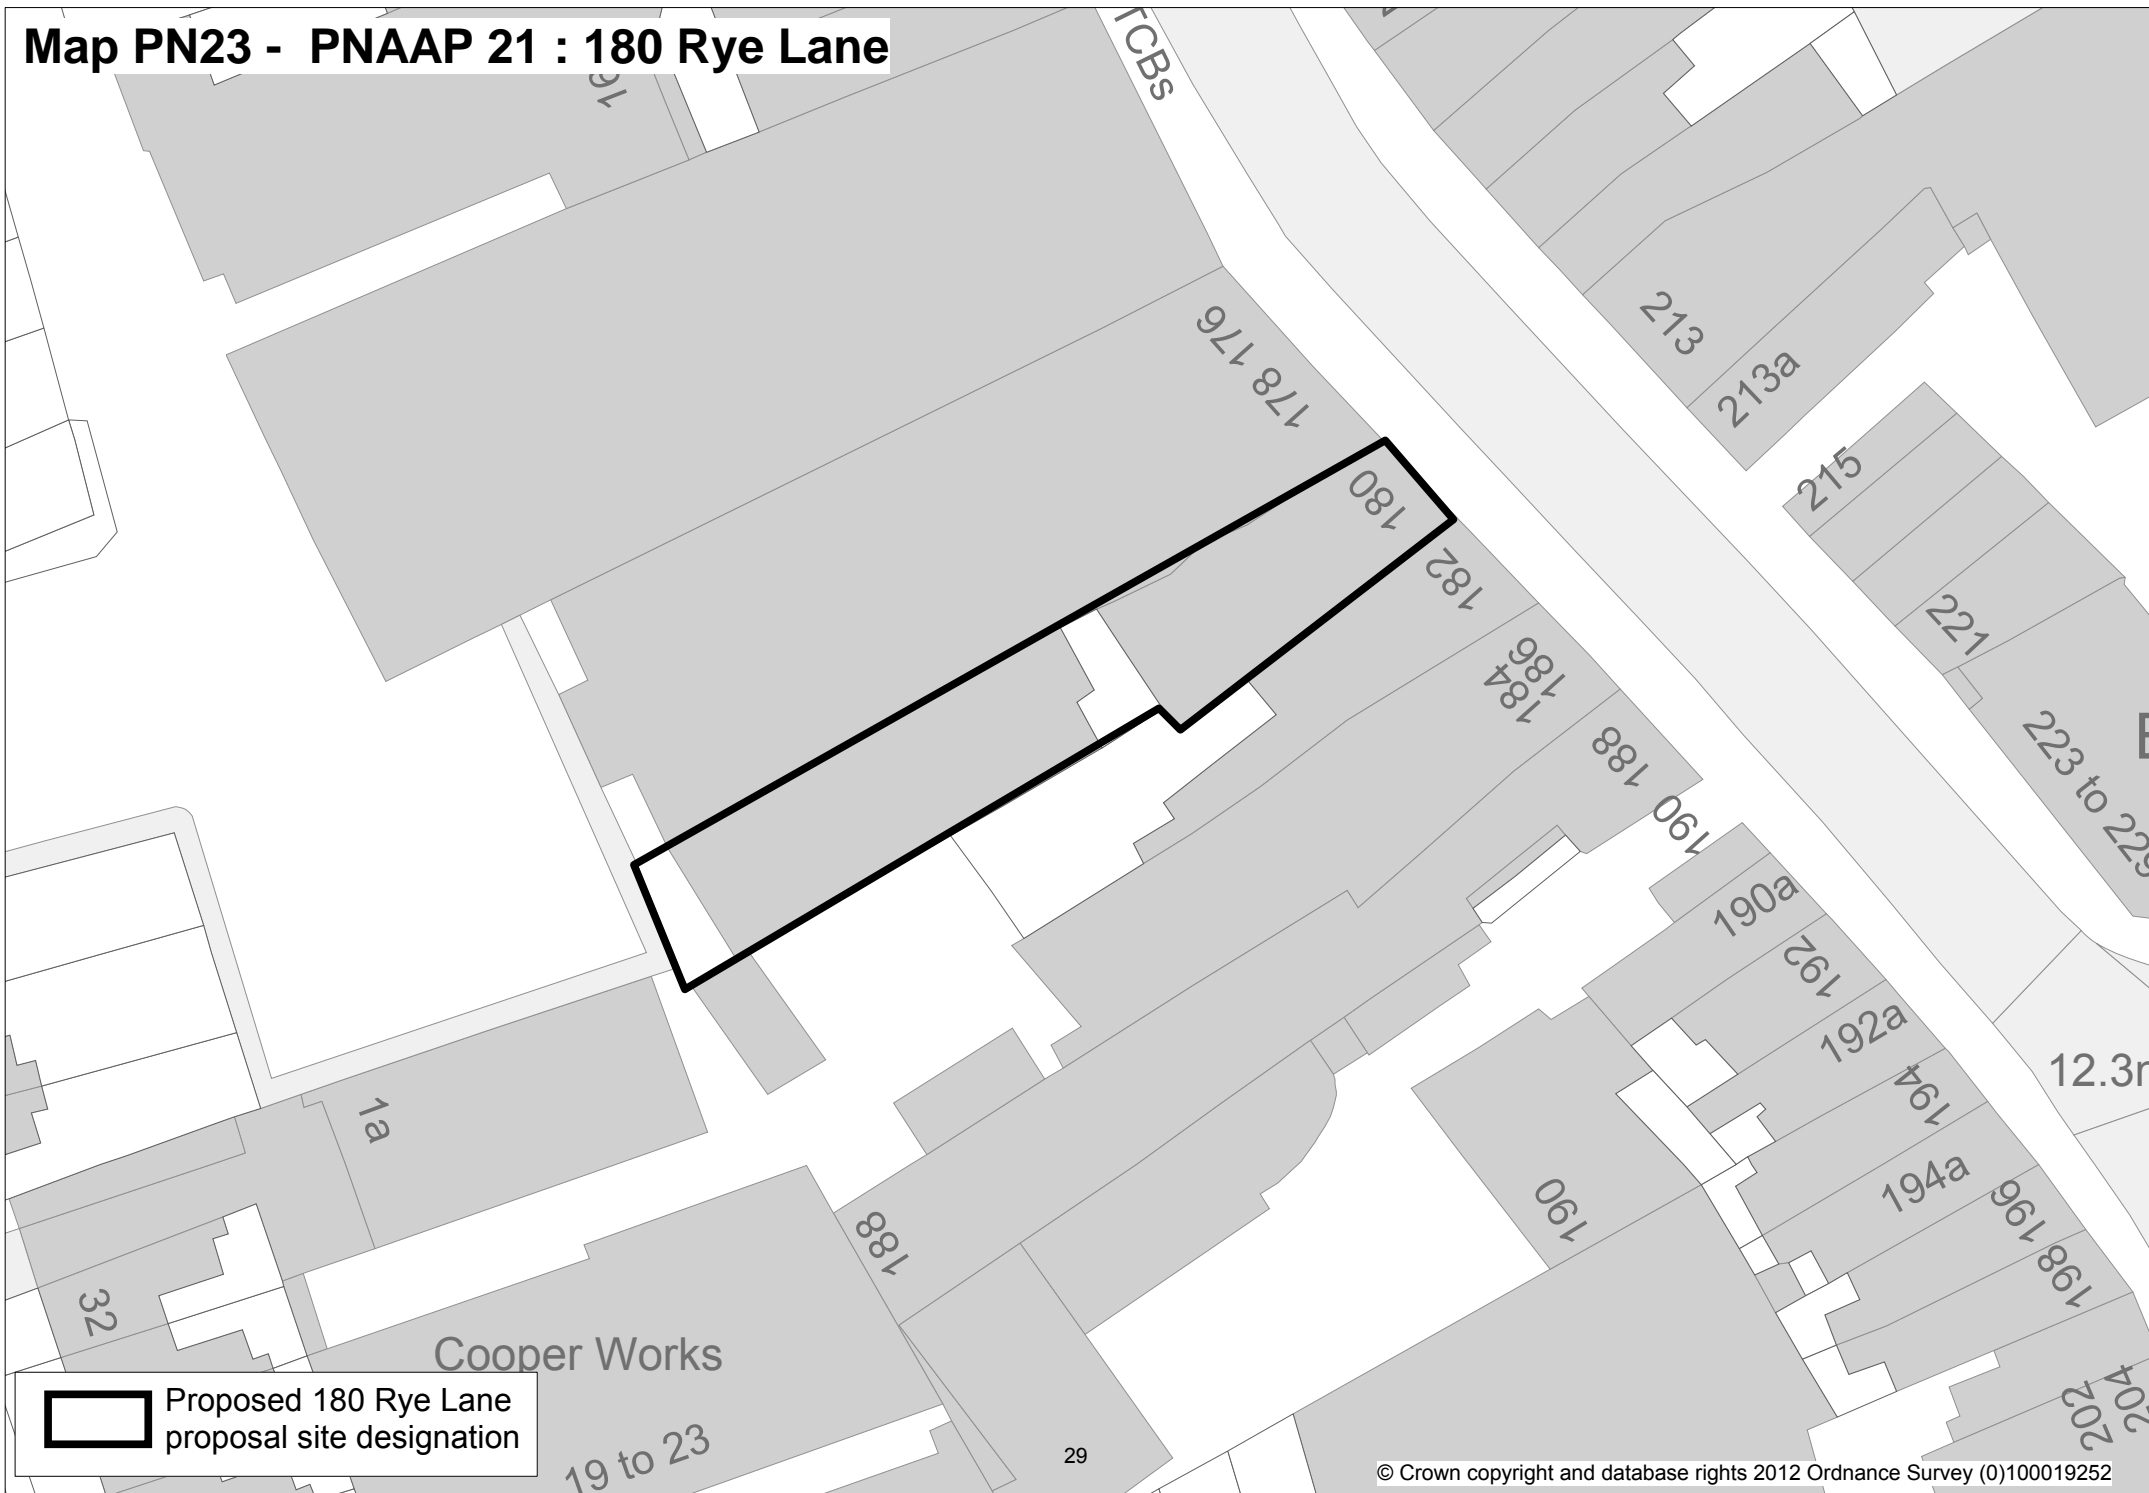 Map PN23 -  PNAAP 21 : 180 Rye Lane
TCBs
176
178
180
182
186
184
188
190
213
213a
215
221
223 to 229
190a
192
192a
194
12.3
194a
196
198
190
188
1a
32
Cooper Works
19 to 23
202
204
Proposed 180 Rye Lane
proposal site designation
29
© Crown copyright and database rights 2012 Ordnance Survey (0)100019252